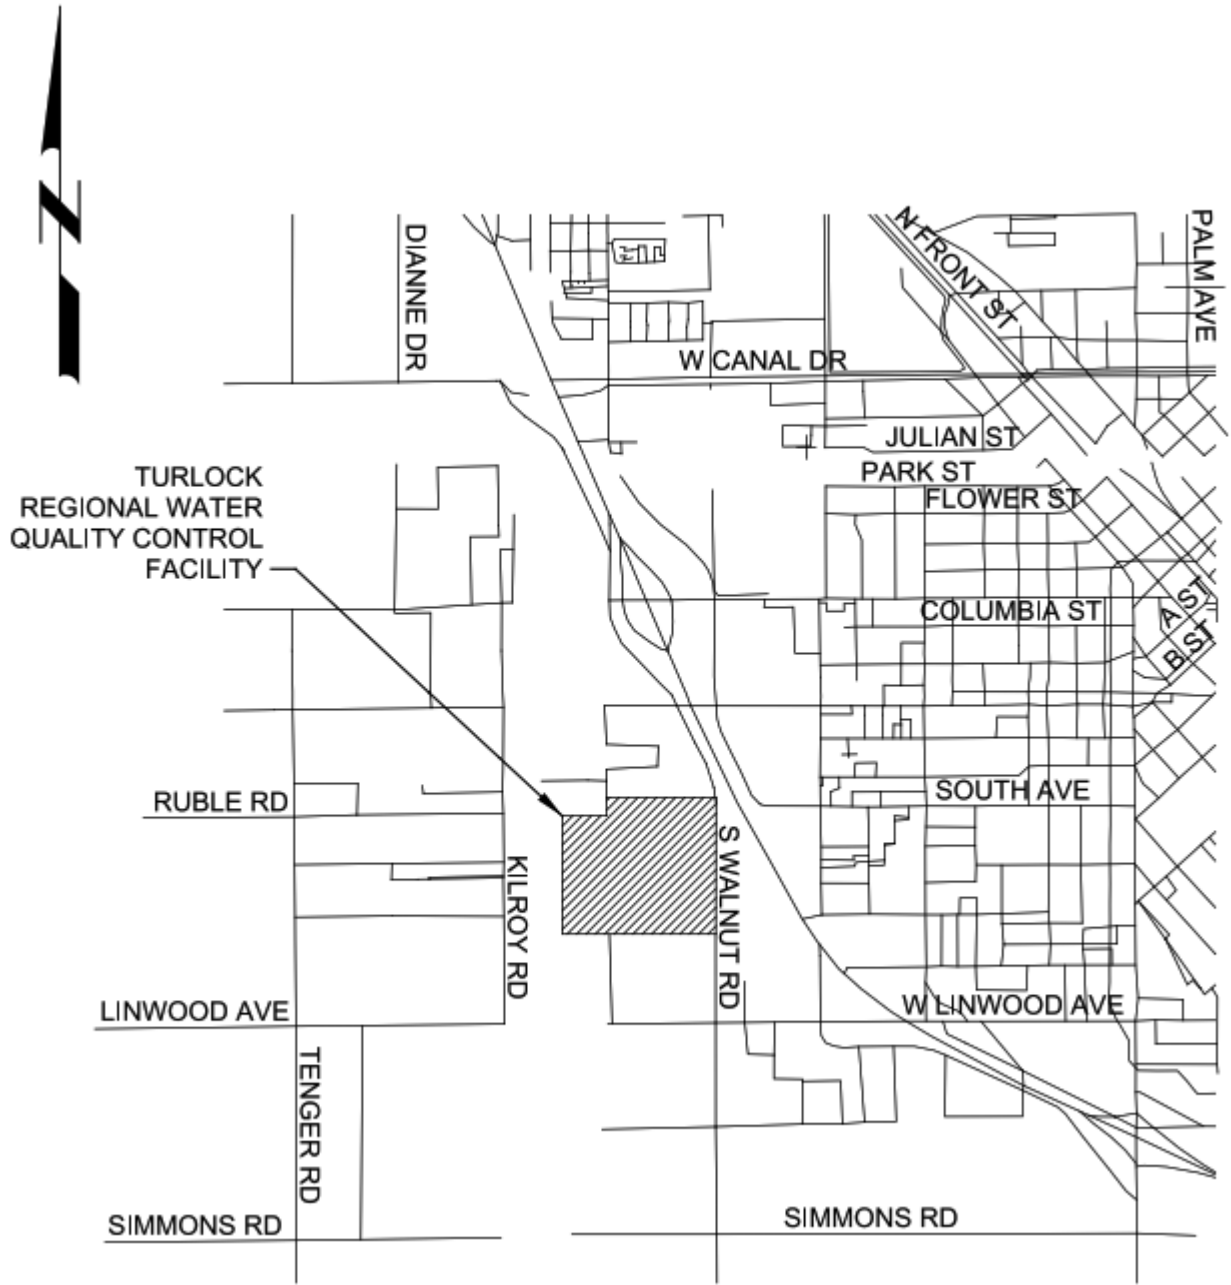 N
DIANNE DR
N FRONT ST
PALM AVE
W CANAL DR
JULIAN ST
PARK ST
FLOWER ST
TURLOCK
REGIONAL WATER
QUALITY CONTROL
FACILITY
COLUMBIA ST
A ST
B ST
RUBLE RD
SOUTH AVE
KILROY RD
S WALNUT RD
LINWOOD AVE
W LINWOOD AVE
TENGER RD
SIMMONS RD
SIMMONS RD